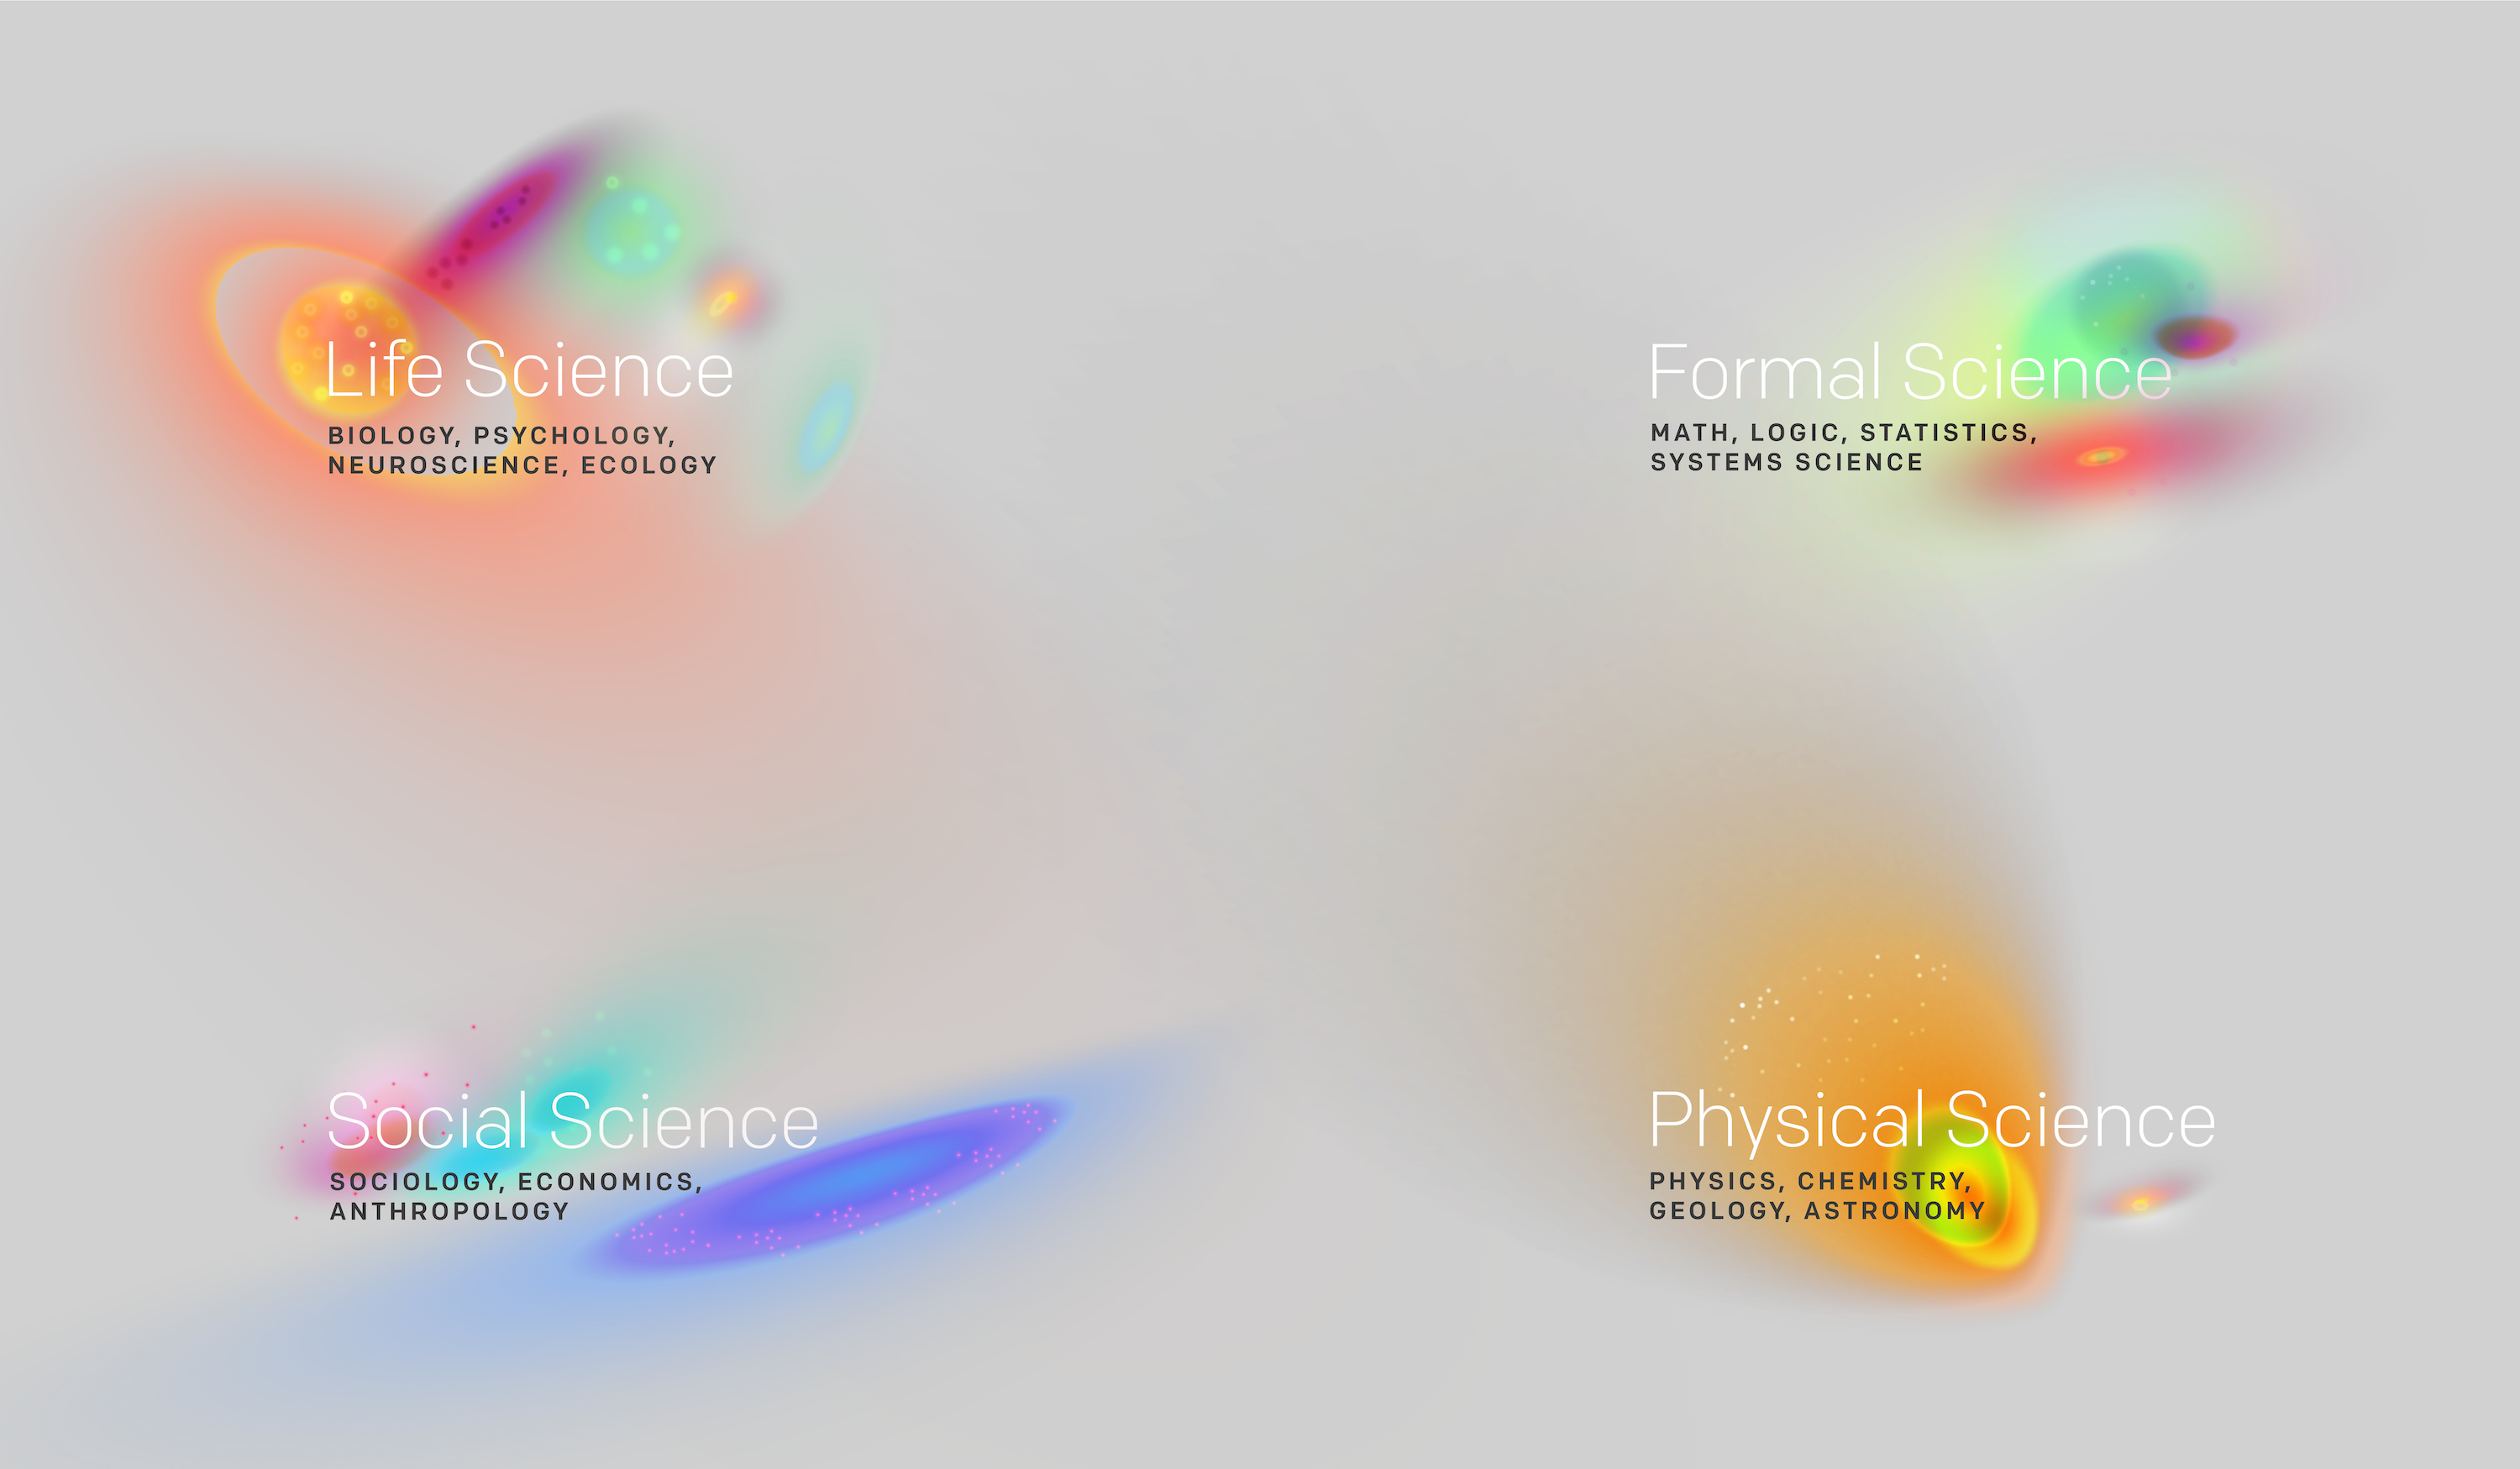 Life Science
BIOLOGY, PSYCHOLOGY,
NEUROSCIENCE, ECOLOGY
Formal Science
MATH, LOGIC, STATISTICS,
SYSTEMS SCIENCE
Social Science
SOCIOLOGY, ECONOMICS,
ANTHROPOLOGY
Physical Science
PHYSICS, CHEMISTRY,
GEOLOGY, ASTRONOMY